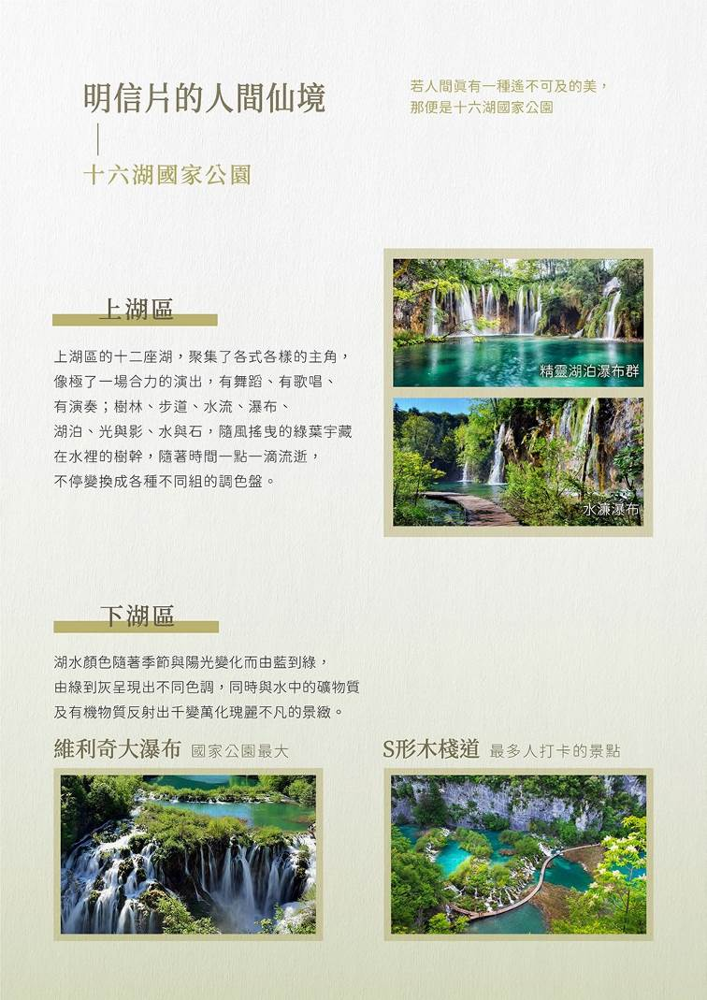 明信片的人間仙境
十六湖國家公園
若人間眞有一種遙不可及的美，
那便是十六湖國家公園
上湖區
上湖區的十二座湖，聚集了各式各樣的主角，
像極了一場合力的演出，有舞蹈、有歌唱、
有演奏；樹林、步道、水流、瀑布、
湖泊、光與影、水與石，隨風搖曳的綠葉宇藏
在水裡的樹幹，隨著時間一點一滴流逝，
不停變換成各種不同組的調色盤。
精靈湖泊瀑布群
水濂瀑布
下湖區
湖水顏色隨著季節與陽光變化而由藍到綠，
由綠到灰呈現出不同色調，同時與水中的礦物質
及有機物質反射出千變萬化瑰麗不凡的景緻。
維利奇大瀑布 國家公園最大
S形木棧道 最多人打卡的景點